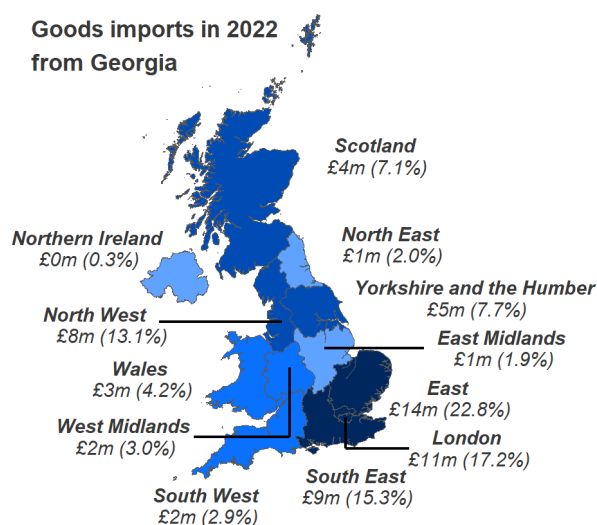 Goods imports in 2022
from Georgia
Scotland
£4m (7.1%)
Northern Ireland
£0m (0.3%)
North East
£1m (2.0%)
Yorkshire and the Humber
£5m (7.7%)
North West
£8m (13.1%)
East Midlands
£1m (1.9%)
Wales
£3m (4.2%)
East
£14m (22.8%)
West Midlands
£2m (3.0%)
London
£11m (17.2%)
South East
£9m (15.3%)
South West
£2m (2.9%)